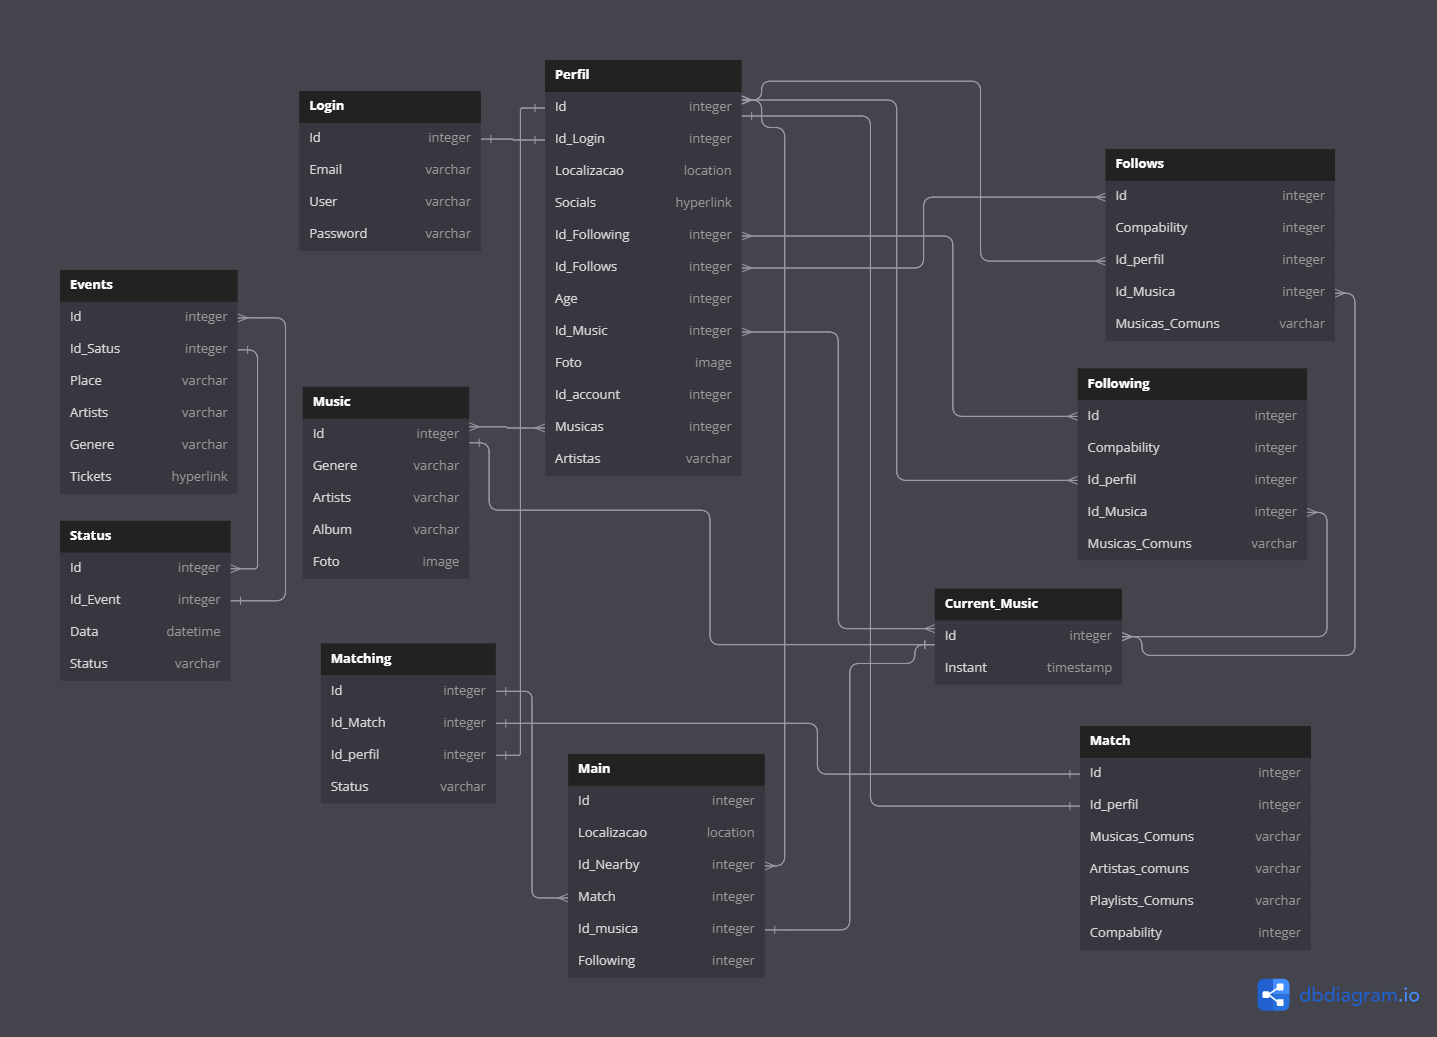 Perfil
Id integer
Id_Login integer
Localizacao location
Socials hyperlink
Id_Following integer
Id_Follows integer
Age integer
Id_Music integer
Foto image
Id_account integer
Musicas integer
Artistas varchar
Login
Id integer
Email varchar
User varchar
Password varchar
Follows
Id integer
Compability integer
Id_perfil integer
Id_Musica integer
Musicas_Comuns varchar
Events
Id integer
Id_Satus integer
Place varchar
Artists varchar
Genere varchar
Tickets hyperlink
Music
Id integer
Genere varchar
Artists varchar
Album varchar
Foto image
Following
Id integer
Compability integer
Id_perfil integer
Id_Musica integer
Musicas_Comuns varchar
Status
Id integer
Id_Event integer
Data datetime
Status varchar
Current_Music
Id integer
Instant timestamp
Matching
Id integer
Id_Match integer
Id_perfil integer
Status varchar
Main
Id integer
Localizacao location
Id_Nearby integer
Match integer
Id_musica integer
Following integer
Match
Id integer
Id_perfil integer
Musicas_Comuns varchar
Artistas_comuns varchar
Playlists_Comuns varchar
Compability integer
dbdiagram.io